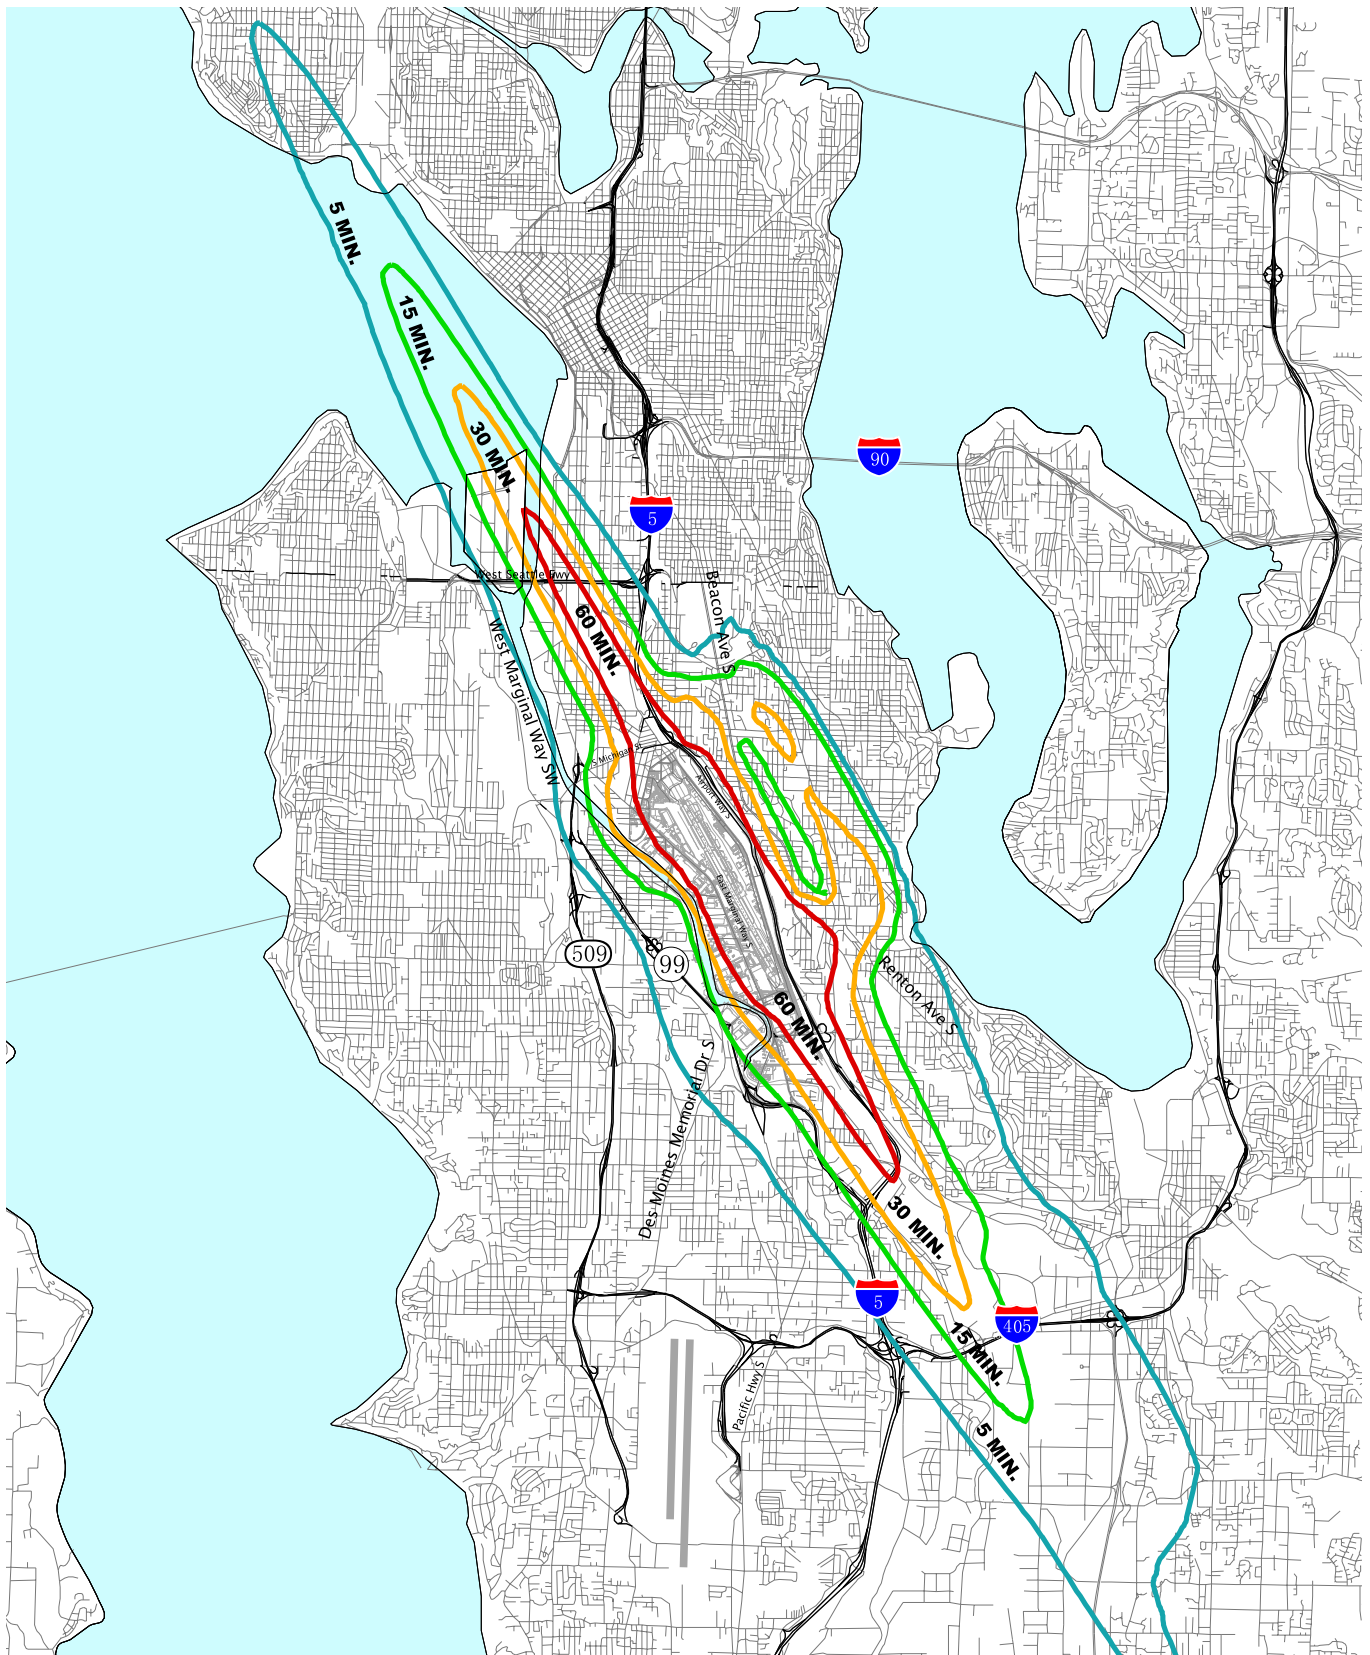 5 MIN.
15 MIN.
30 MIN.
90
5
West Seattle Fwy
Beacon Ave S
60 MIN.
West Marginal Way SW
S Michigan St
Airport Way S
East Marginal Way S
509
99
Renton Ave S
60 MIN.
Des Moines Memorial Dr S
30 MIN.
5
405
15 MIN.
Pacific Hwy S
5 MIN.